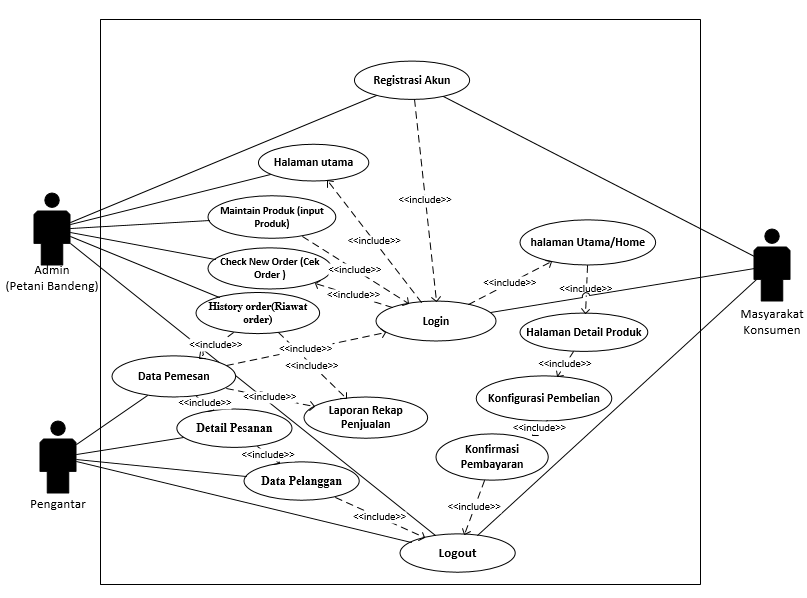 Registrasi Akun
Halaman utama
<<include>>
Maintain Produk (input
Produk)
<<include>>
halaman Utama/Home
Admin
(Petani Bandeng)
Check New Order (Cek
Order )
<<include>>
<<include>>
<<include>>
<<include>>
History order(Riawat
order)
Login
Masyarakat
Konsumen
Halaman Detail Produk
<<include>>
<<include>>
<<include>>
Data Pemesan
<<include>>
<<include>>
Konfigurasi Pembelian
Laporan Rekap
Penjualan
Detail Pesanan
<<include>>
<<include>>
Konfirmasi
Pembayaran
Data Pelanggan
Pengantar
<<include>>
<<include>>
Logout